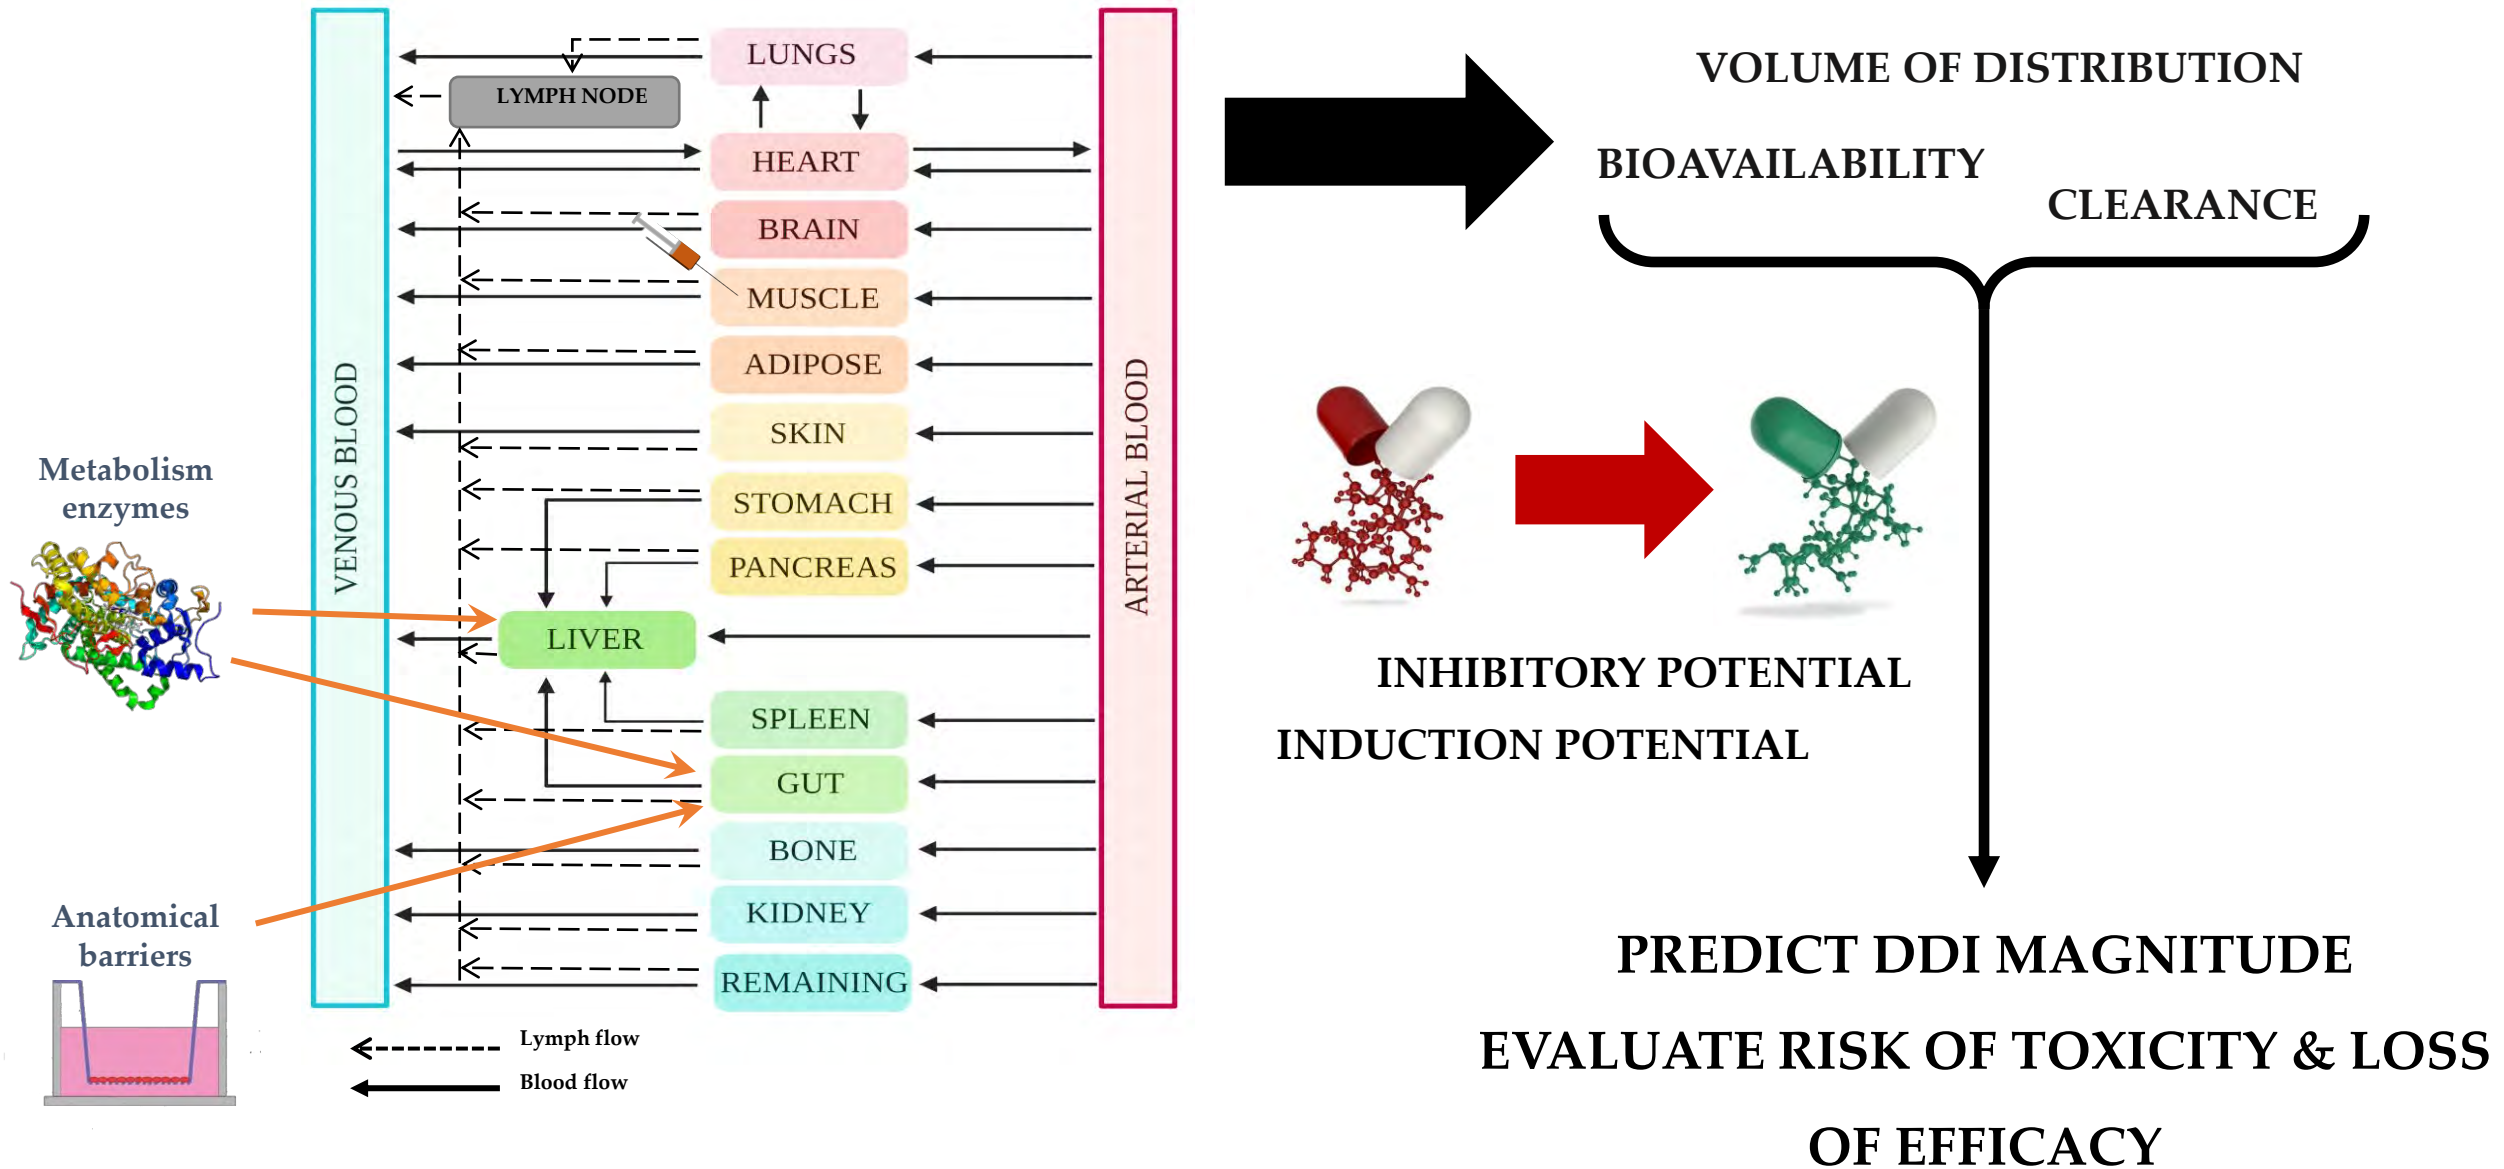 LUNGS
LYMPH NODE
HEART
BRAIN
MUSCLE
ADIPOSE
SKIN
STOMACH
PANCREAS
LIVER
SPLEEN
GUT
BONE
KIDNEY
REMAINING
VENOUS BLOOD
ARTERIAL BLOOD
Metabolism
enzymes
Anatomical
barriers
Lymph flow
Blood flow
VOLUME OF DISTRIBUTION
BIOAVAILABILITY
CLEARANCE
INHIBITORY POTENTIAL
INDUCTION POTENTIAL
PREDICT DDI MAGNITUDE
EVALUATE RISK OF TOXICITY & LOSS
OF EFFICACY